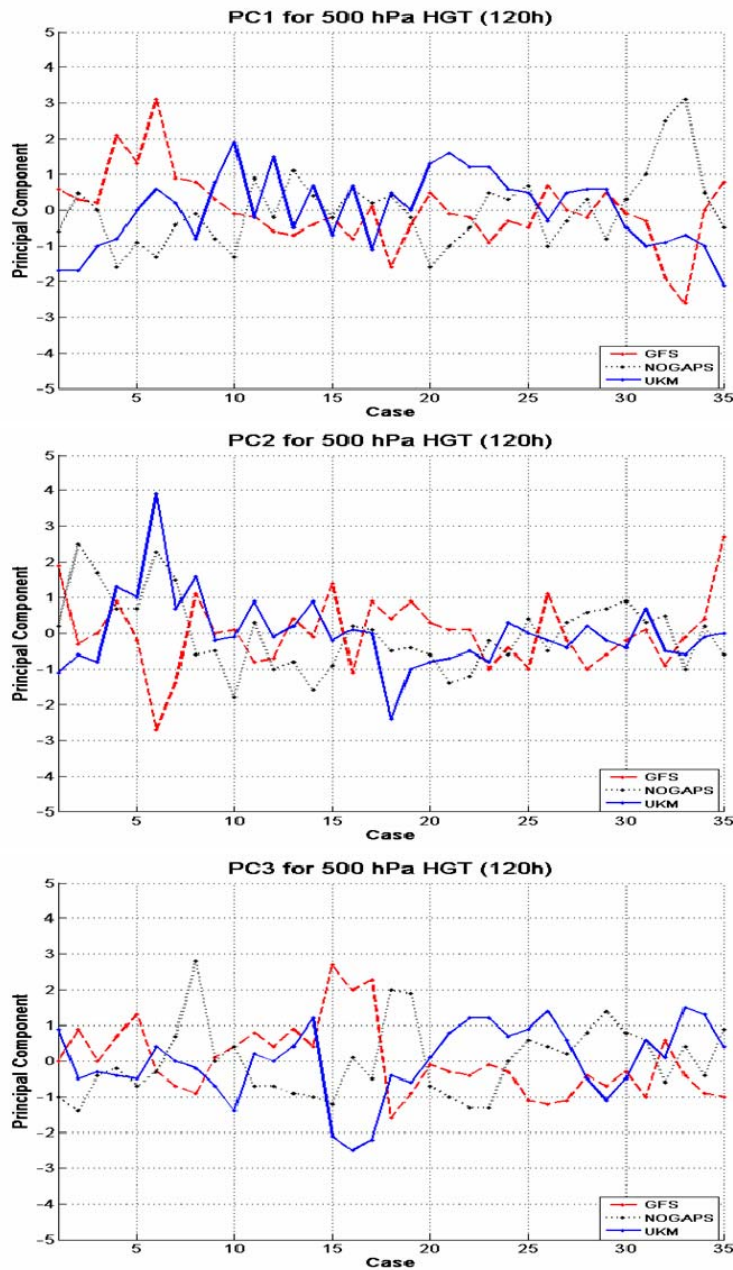 PC1 for 500 hPa HGT (120h)
5
4
3
2
1
0
-1
-2
-3
-4
-5
Principal Component
GFS
NOGAPS
UKM
5 10 15 20 25 30 35
Case
PC2 for 500 hPa HGT (120h)
5
4
3
2
1
0
-1
-2
-3
-4
-5
Principal Component
GFS
NOGAPS
UKM
5 10 15 20 25 30 35
Case
PC3 for 500 hPa HGT (120h)
5
4
3
2
1
0
-1
-2
-3
-4
-5
Principal Component
GFS
NOGAPS
UKM
5 10 15 20 25 30 35
Case